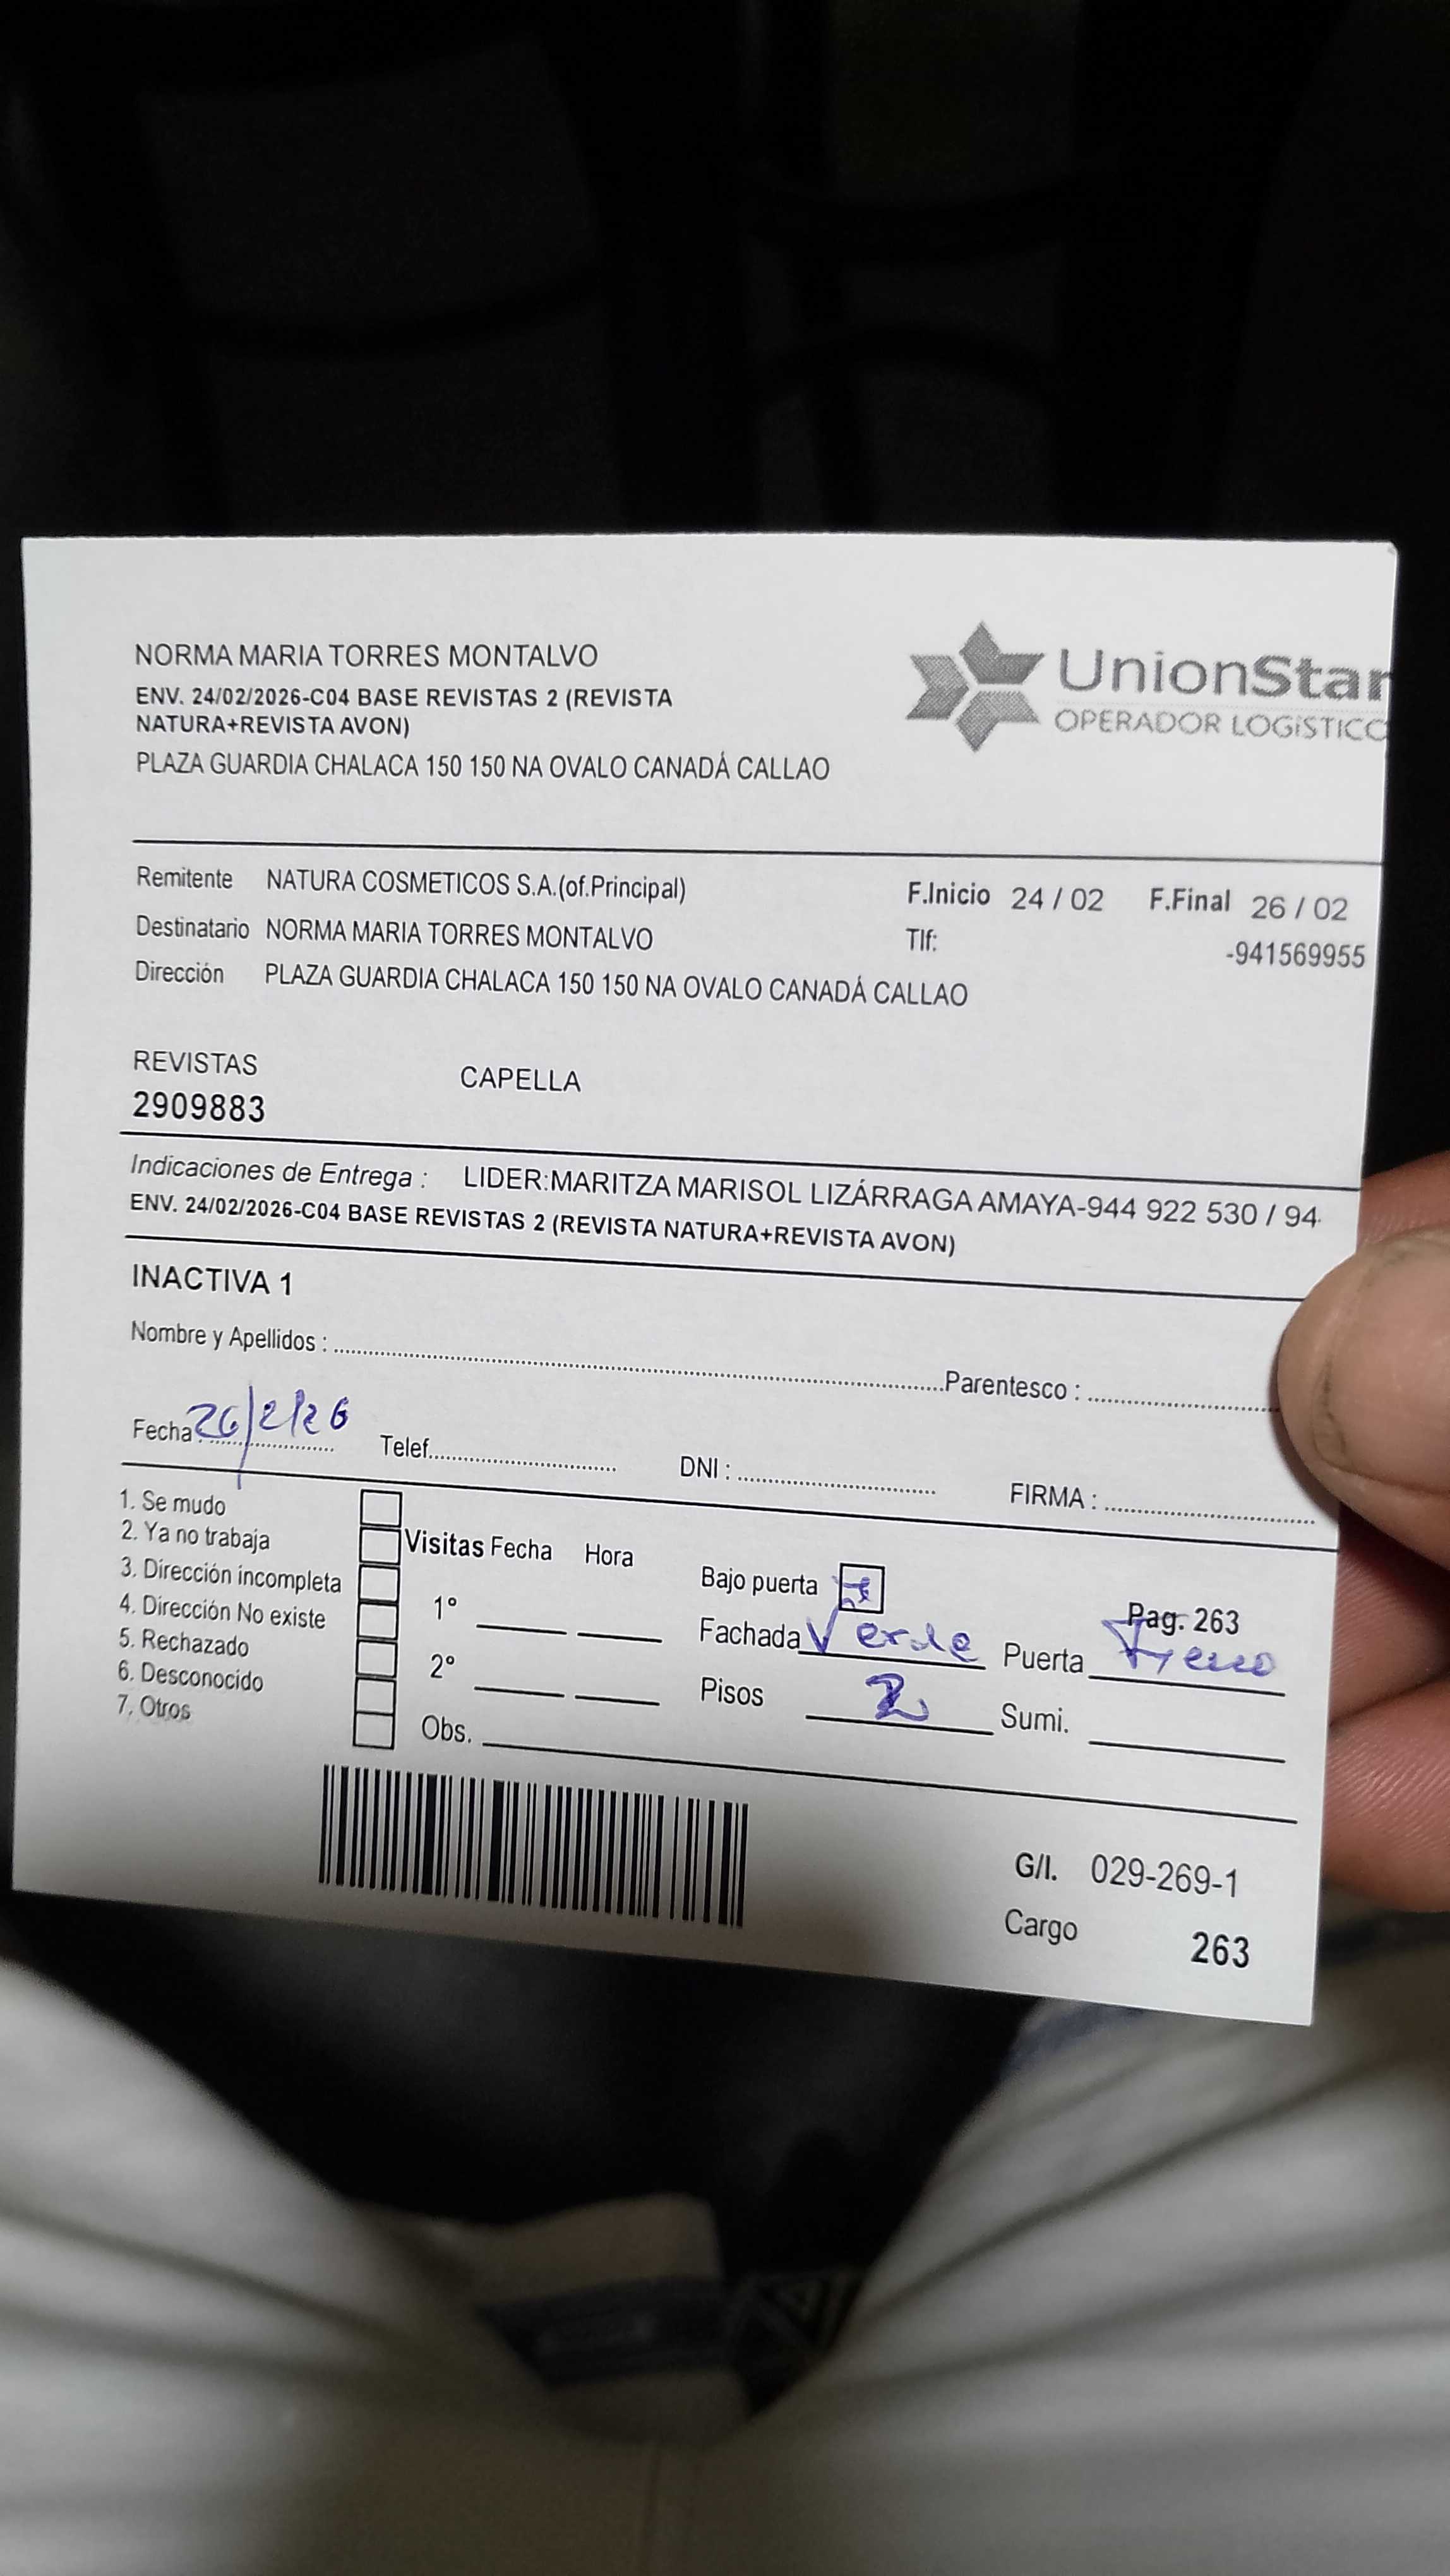 NORMA MARIA TORRES MONTALVO
ENV. 24/02/2026-C04 BASE REVISTAS 2 (REVISTA
NATURA+REVISTA AVON)
PLAZA GUARDIA CHALACA 150 150 NA OVALO CANADÁ CALLAO
UnionStar
OPERADOR LOGíSTICO
Remitente NATURA COSMETICOS S.A.(of.Principal) F.Inicio 24 / 02 F.Final 26 / 02
Destinatario NORMA MARIA TORRES MONTALVO Tlf: -941569955
Dirección PLAZA GUARDIA CHALACA 150 150 NA OVALO CANADÁ CALLAO
REVISTAS CAPELLA
2909883
Indicaciones de Entrega : LIDER:MARITZA MARISOL LIZÁRRAGA AMAYA-944 922 530 / 94
ENV. 24/02/2026-C04 BASE REVISTAS 2 (REVISTA NATURA+REVISTA AVON)
INACTIVA 1
Nombre y Apellidos : Parentesco :
Fecha 26/2/26 Telef. DNI : FIRMA :
1. Se mudo
2. Ya no trabaja
3. Dirección incompleta
4. Dirección No existe
5. Rechazado
6. Desconocido
7. Otros
Visitas Fecha Hora
1°
2°
Obs.
Bajo puerta
Pag. 263
Fachada Verde Puerta
Pisos 2 Sumi.
G/I. 029-269-1
Cargo 263